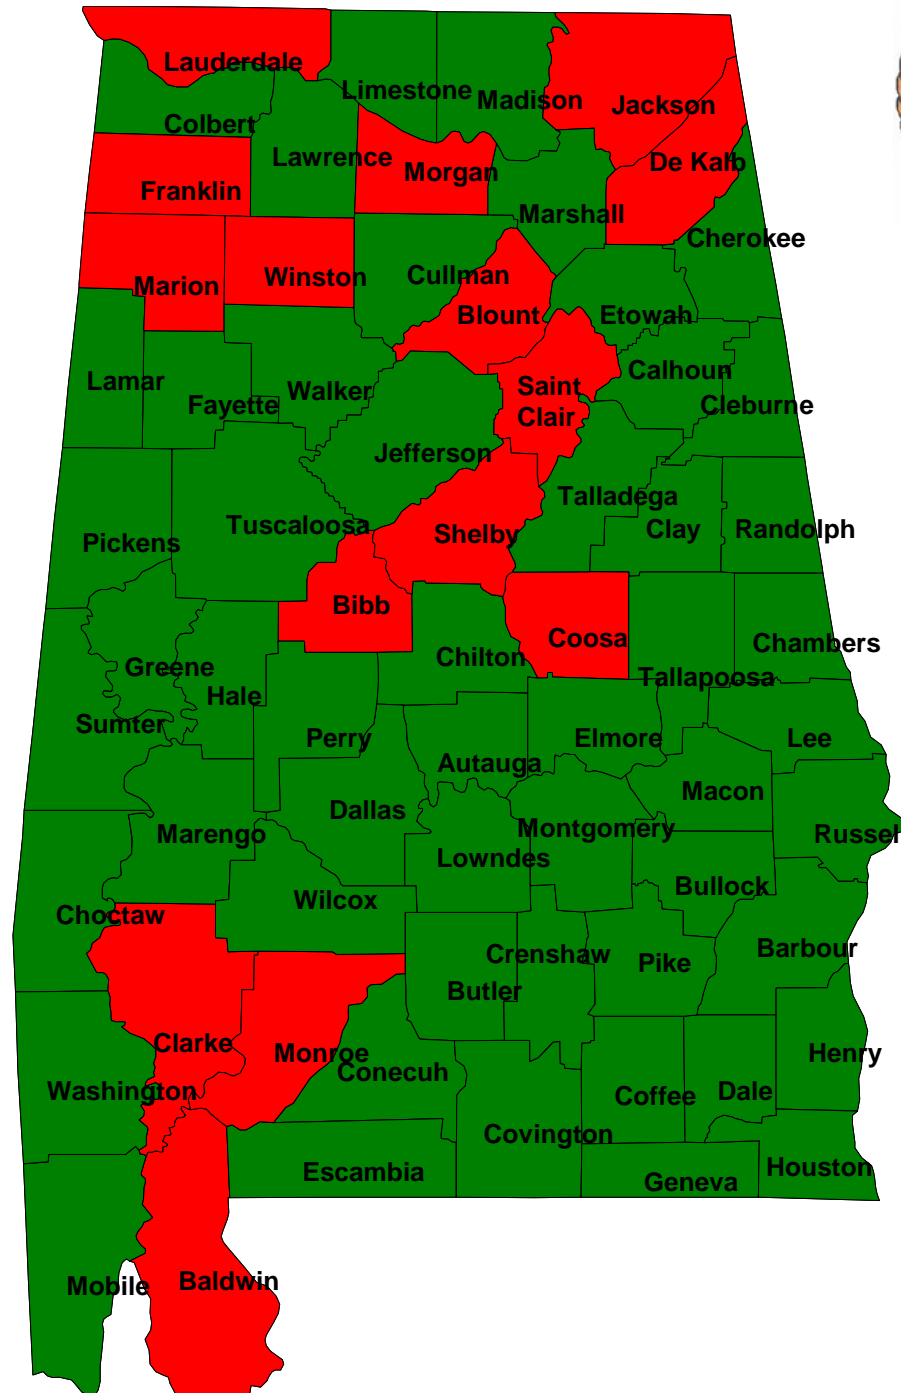 Lauderdale
Limestone
Madison
Jackson
Colbert
Lawrence
Morgan
De Kalb
Franklin
Marshall
Cherokee
Marion
Winston
Cullman
Blount
Etowah
Lamar
Fayette
Walker
Saint
Clair
Calhoun
Cleburne
Jefferson
Talladega
Pickens
Tuscaloosa
Shelby
Clay
Randolph
Bibb
Coosa
Chambers
Greene
Hale
Chilton
Tallapoosa
Sumter
Perry
Autauga
Elmore
Lee
Marengo
Dallas
Lowndes
Montgomery
Macon
Russel
Choctaw
Wilcox
Bullock
Crenshaw
Butler
Pike
Barbour
Clarke
Monroe
Conecuh
Washington
Henry
Coffee
Dale
Covington
Escambia
Geneva
Houston
Mobile
Baldwin